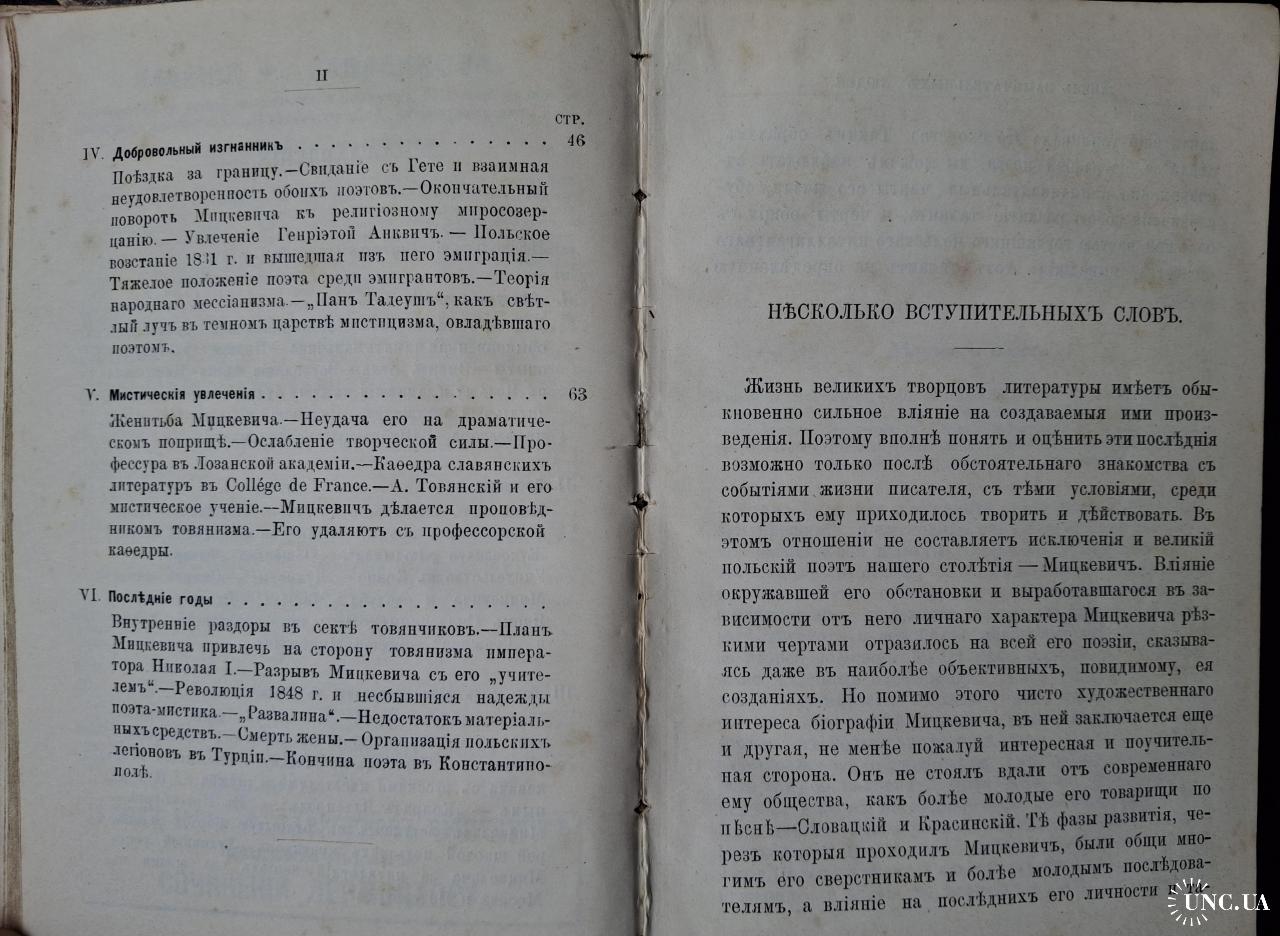 II
СТР.
IV. Добровольный изгнанникъ . . . . . . . . . . . . . . . 46
Поѣздка за границу.—Свиданіе съ Гете и взаимная
неудовлетворенность обоихъ поэтовъ.—Окончательный
поворотъ Мицкевича къ религіозному миросозер-
цанію. — Увлеченіе Генріэтой Анквичъ. — Польское
возстаніе 1831 г. и вышедшая изъ него эмиграція.—
Тяжелое положеніе поэта среди эмигрантовъ.—Теорія
народнаго мессіанизма.—„Панъ Тадеушъ“, какъ свѣт-
лый лучъ въ темномъ царствѣ мистицизма, овладѣвшаго
поэтомъ.
V. Мистическія увлеченія . . . . . . . . . . . . . . . . . 63
Женитьба Мицкевича.—Неудача его на драматиче-
скомъ поприщѣ.—Ослабленіе творческой силы.—Про-
фессура въ Лозанской академіи.—Каѳедра славянскихъ
литературъ въ Collége de France.—А. Товянскій и его
мистическое ученіе.—Мицкевичъ дѣлается проповѣд-
никомъ товянизма.—Его удаляютъ съ профессорской
каѳедры.
VI. Послѣдніе годы . . . . . . . . . . . . . . . . . . .
Внутренніе раздоры въ сектѣ товянчиковъ.—Планъ
Мицкевича привлечь на сторону товянизма импера-
тора Николая I.—Разрывъ Мицкевича съ его „учите-
лемъ“.—Революція 1848 г. и несбывшіяся надежды
поэта-мистика.—„Развалина“.—Недостатокъ матеріаль-
ныхъ средствъ.—Смерть жены.—Организація польскихъ
легіоновъ въ Турціи.—Кончина поэта въ Константино-
полѣ.
НѢСКОЛЬКО ВСТУПИТЕЛЬНЫХЪ СЛОВЪ.
Жизнь великихъ творцовъ литературы имѣетъ обы-
кновенно сильное вліяніе на создаваемыя ими произ-
веденія. Поэтому вполнѣ понять и оцѣнить эти послѣднія
возможно только послѣ обстоятельнаго знакомства съ
событіями жизни писателя, съ тѣми условіями, среди
которыхъ ему приходилось творить и дѣйствовать. Въ
этомъ отношеніи не составляетъ исключенія и великій
польскій поэтъ нашего столѣтія — Мицкевичъ. Вліяніе
окружавшей его обстановки и выработавшагося въ за-
висимости отъ него личнаго характера Мицкевича рѣз-
кими чертами отразилось на всей его поэзіи, сказыва-
ясь даже въ наиболѣе объективныхъ, повидимому, ея
созданіяхъ. Но помимо этого чисто художественнаго
интереса біографіи Мицкевича, въ ней заключается еще
и другая, не менѣе пожалуй интересная и поучитель-
ная сторона. Онъ не стоялъ вдали отъ современнаго
ему общества, какъ болѣе молодые его товарищи по
пѣснѣ—Словацкій и Красинскій. Тѣ фазы развитія, че-
резъ которыя проходилъ Мицкевичъ, были общи мно-
гимъ его сверстникамъ и болѣе молодымъ послѣдова-
телямъ, а вліяніе на послѣднихъ его личности и та-
UNC.UA